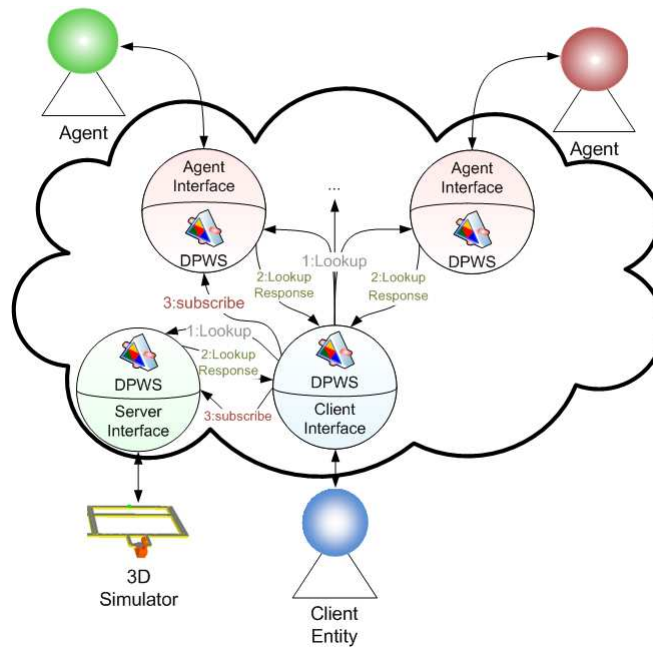 Agent
Agent
Agent
Interface
DPWS
Agent
Interface
DPWS
...
1:Lookup
2:Lookup
Response
2:Lookup
Response
3:subscribe
1:Lookup
2:Lookup
Response
3:subscribe
DPWS
Server
Interface
DPWS
Client
Interface
3D
Simulator
Client
Entity